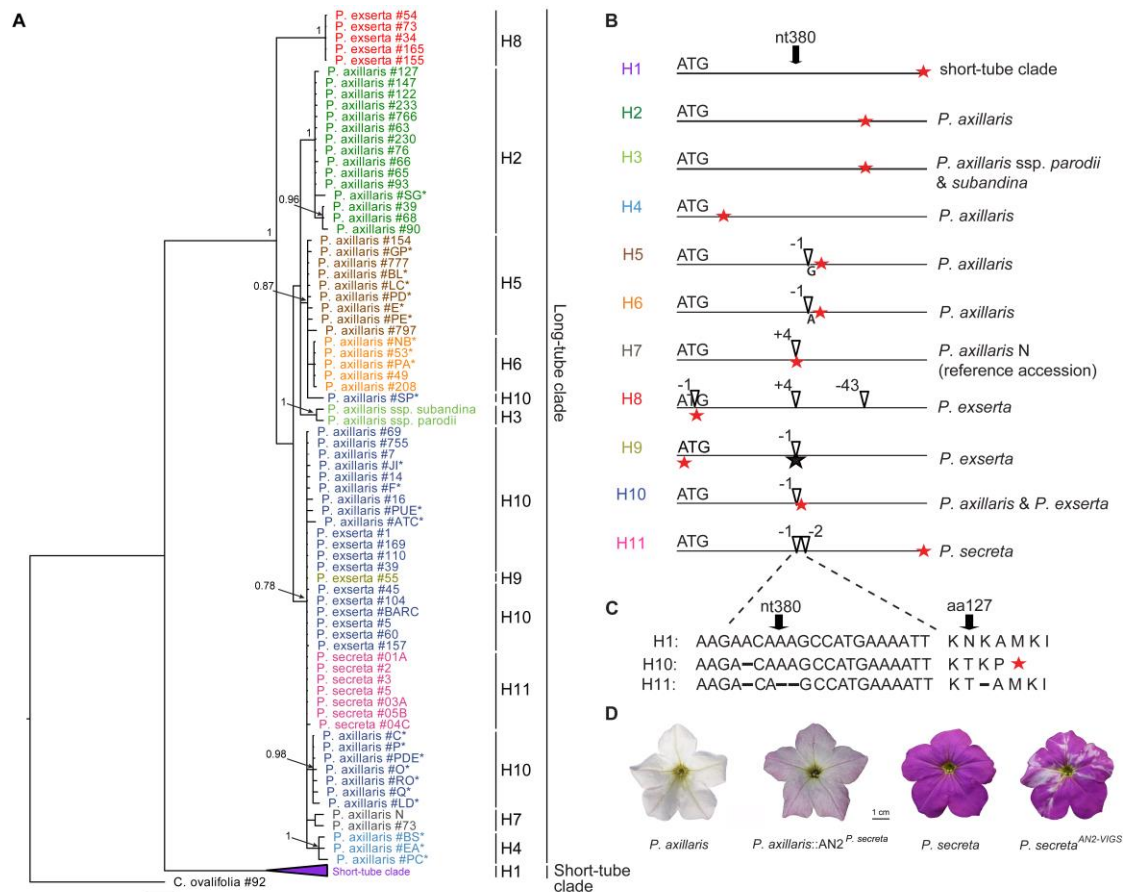 A
1
P. exserta #54
P. exserta #73
P. exserta #34
P. exserta #165
P. exserta #155
H8
P. axillaris #127
P. axillaris #147
P. axillaris #122
P. axillaris #233
P. axillaris #766
P. axillaris #63
P. axillaris #230
P. axillaris #76
P. axillaris #66
P. axillaris #65
P. axillaris #93
P. axillaris #SG*
P. axillaris #39
P. axillaris #68
P. axillaris #90
1
0.96
H2
1
P. axillaris #154
P. axillaris #GP*
P. axillaris #777
P. axillaris #BL*
P. axillaris #LC*
P. axillaris #PD*
P. axillaris #E*
P. axillaris #PE*
P. axillaris #797
0.87
H5
P. axillaris #NB*
P. axillaris #53*
P. axillaris #PA*
P. axillaris #49
P. axillaris #208
H6
P. axillaris #SP*
H10
1
P. axillaris ssp. subandina
P. axillaris ssp. parodii
H3
P. axillaris #69
P. axillaris #755
P. axillaris #7
P. axillaris #JI*
P. axillaris #14
P. axillaris #F*
P. axillaris #16
P. axillaris #PUE*
P. axillaris #ATC*
P. exserta #1
P. exserta #169
P. exserta #110
P. exserta #39
H10
P. exserta #55
H9
0.78
P. exserta #45
P. exserta #104
P. exserta #BARC
P. exserta #5
P. exserta #60
P. exserta #157
H10
P. secreta #01A
P. secreta #2
P. secreta #3
P. secreta #5
P. secreta #03A
P. secreta #05B
P. secreta #04C
H11
0.98
P. axillaris #C*
P. axillaris #P*
P. axillaris #PDE*
P. axillaris #O*
P. axillaris #RO*
P. axillaris #Q*
P. axillaris #LD*
H10
P. axillaris N
P. axillaris #73
H7
1
P. axillaris #BS*
P. axillaris #EA*
P. axillaris #PC*
H4
Long-tube clade
Short-tube clade
H1
Short-tube
clade
C. ovalifolia #92
B
nt380
H1 ATG short-tube clade
H2 ATG P. axillaris
H3 ATG P. axillaris ssp. parodii
& subandina
H4 ATG P. axillaris
H5 ATG -1 G P. axillaris
H6 ATG -1 A P. axillaris
H7 ATG +4 P. axillaris N
(reference accession)
H8 -1 ATG +4 -43 P. exserta
H9 ATG -1 P. exserta
H10 ATG -1 P. axillaris & P. exserta
H11 ATG -1 -2 P. secreta
C
nt380 aa127
H1: AAGAACAAAGCCATGAAAATT K N K A M K I
H10: AAGA–CAAAGCCATGAAAATT K T K P
H11: AAGA–CA––GCCATGAAAATT K T – A M K I
D
1 cm
P. axillaris P. axillaris::AN2 P. secreta P. secreta P. secreta AN2-VIGS